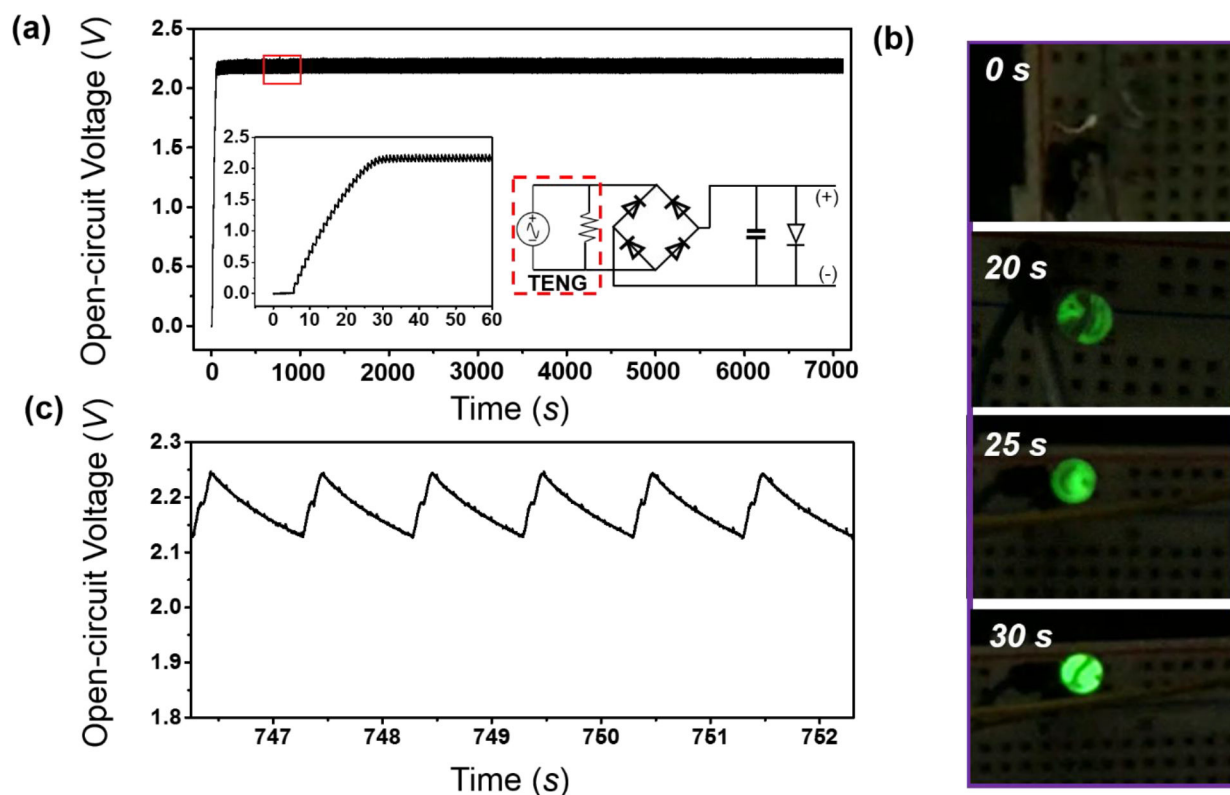 (a)
Open-circuit Voltage (V)
2.5
2.0
1.5
1.0
0.5
0.0
2.5
2.0
1.5
1.0
0.5
0.0
0 10 20 30 40 50 60
+
−
TENG
(+)
(-)
0 1000 2000 3000 4000 5000 6000 7000
Time (s)
(b)
0 s
20 s
25 s
30 s
(c)
Open-circuit Voltage (V)
2.3
2.2
2.1
2.0
1.9
1.8
747 748 749 750 751 752
Time (s)